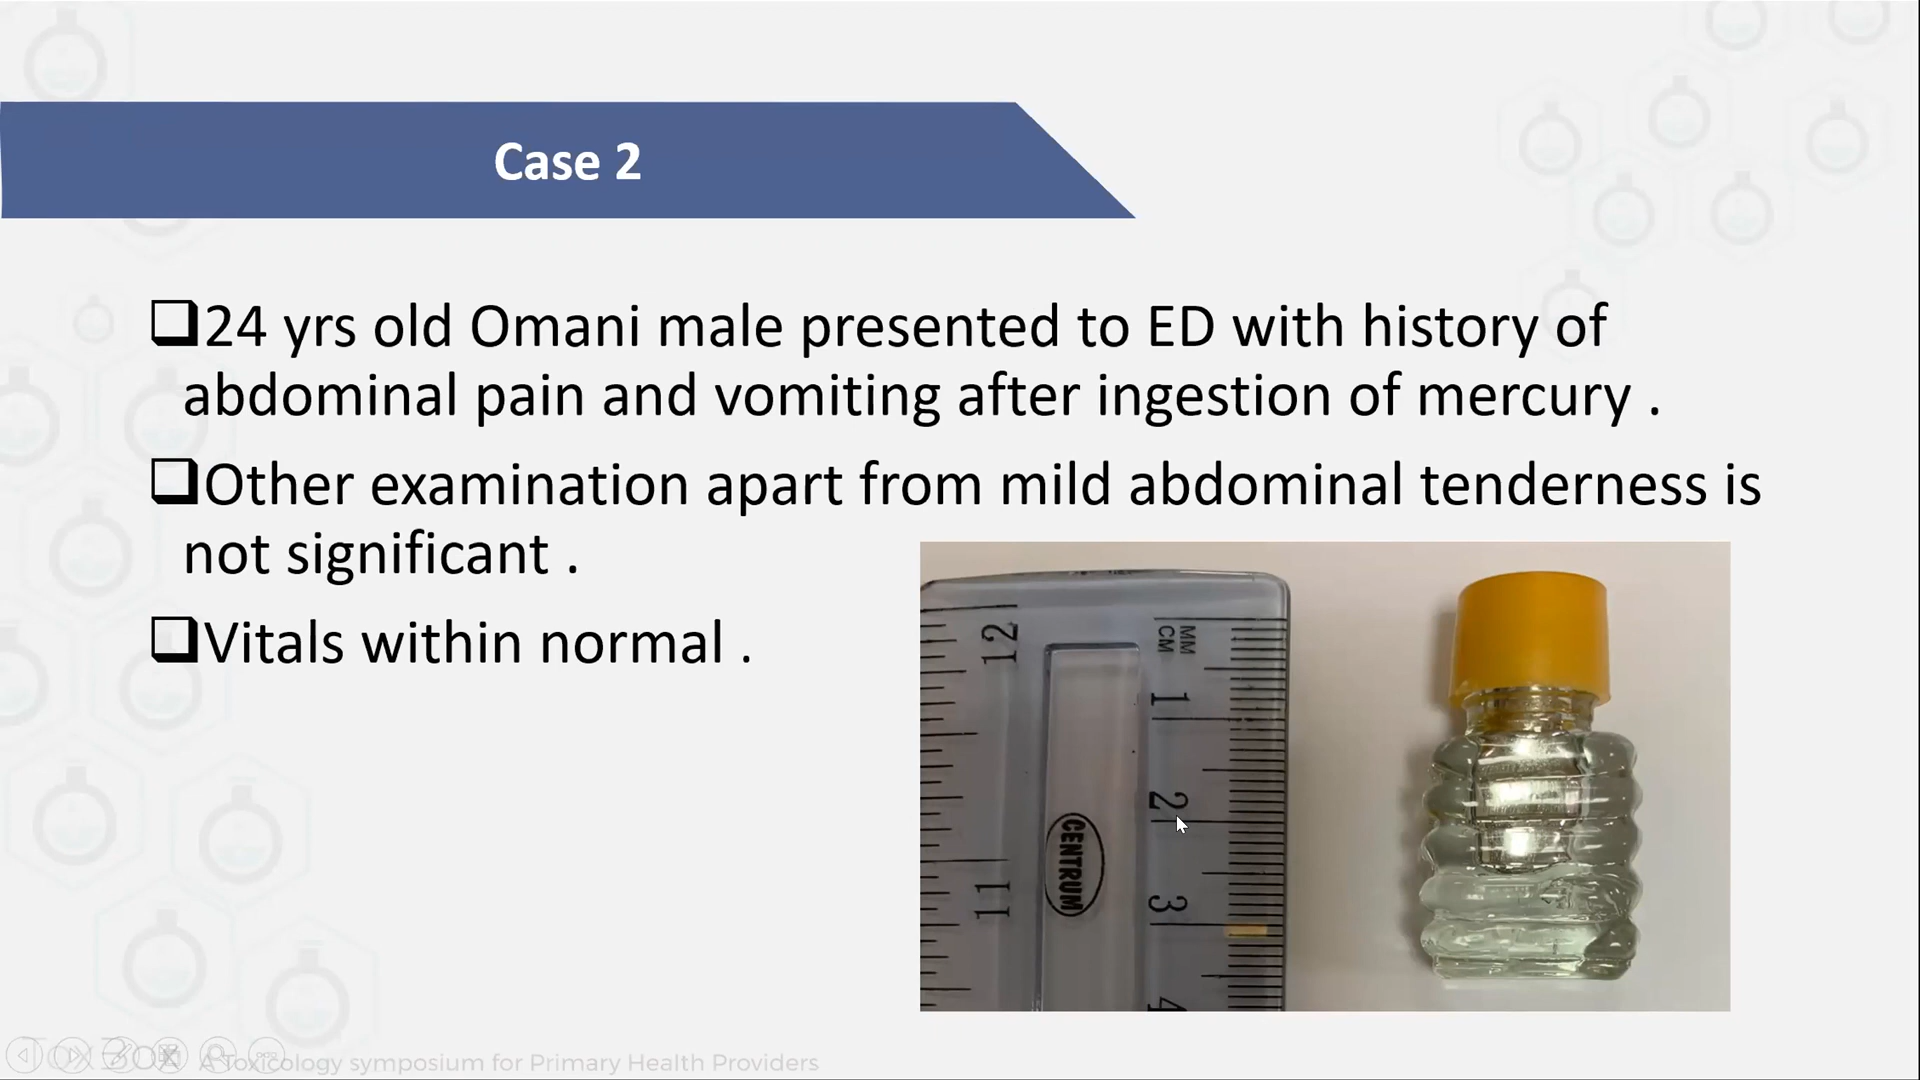 Case 2
❑24 yrs old Omani male presented to ED with history of
abdominal pain and vomiting after ingestion of mercury .
❑Other examination apart from mild abdominal tenderness is
not significant .
❑Vitals within normal .
12
MM
CM
1
2
CENTRUM
11
3
4
A Toxicology symposium for Primary Health Providers